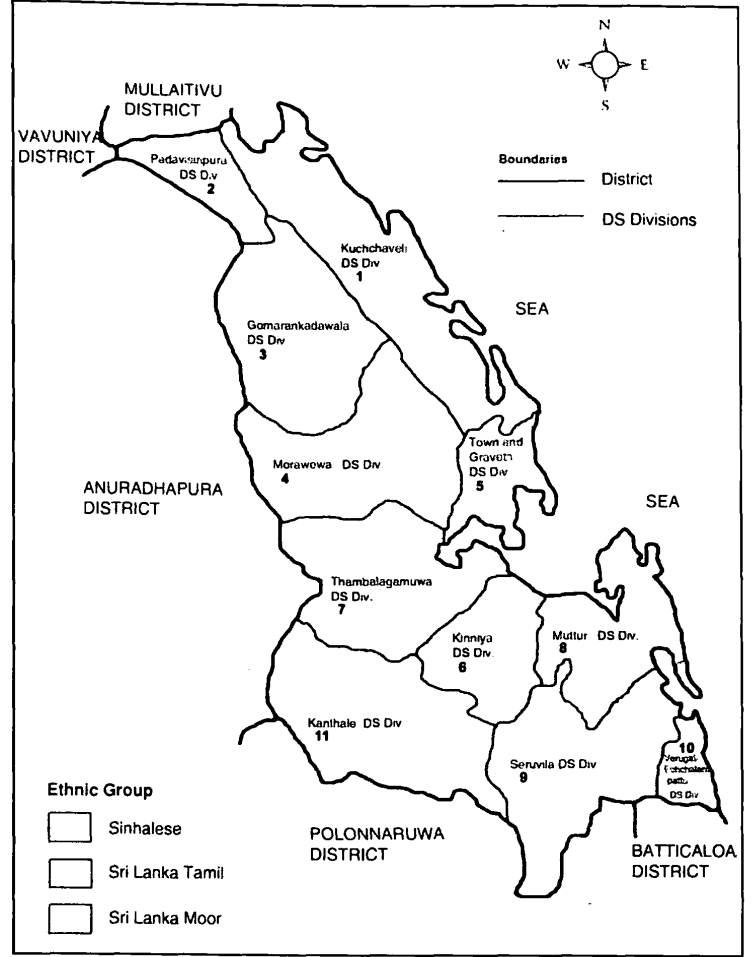 N
W E
S
MULLAITIVU
DISTRICT
VAVUNIYA
DISTRICT
DS Div
2
Boundaries
District
DS Divisions
Kuchchaveli
DS Div
1
SEA
Gomarankadawala
DS Div
3
Town and
DS Div
5
Morawewa DS Div.
4
ANURADHAPURA
DISTRICT
SEA
Thambalagamuwa
DS Div.
7
Kinniya
DS Div.
6
Muttur DS Div.
8
Kanthale DS Div
11
Seruvila DS Div
9
10
DS Div
Ethnic Group
Sinhalese
Sri Lanka Tamil
Sri Lanka Moor
POLONNARUWA
DISTRICT
BATTICALOA
DISTRICT